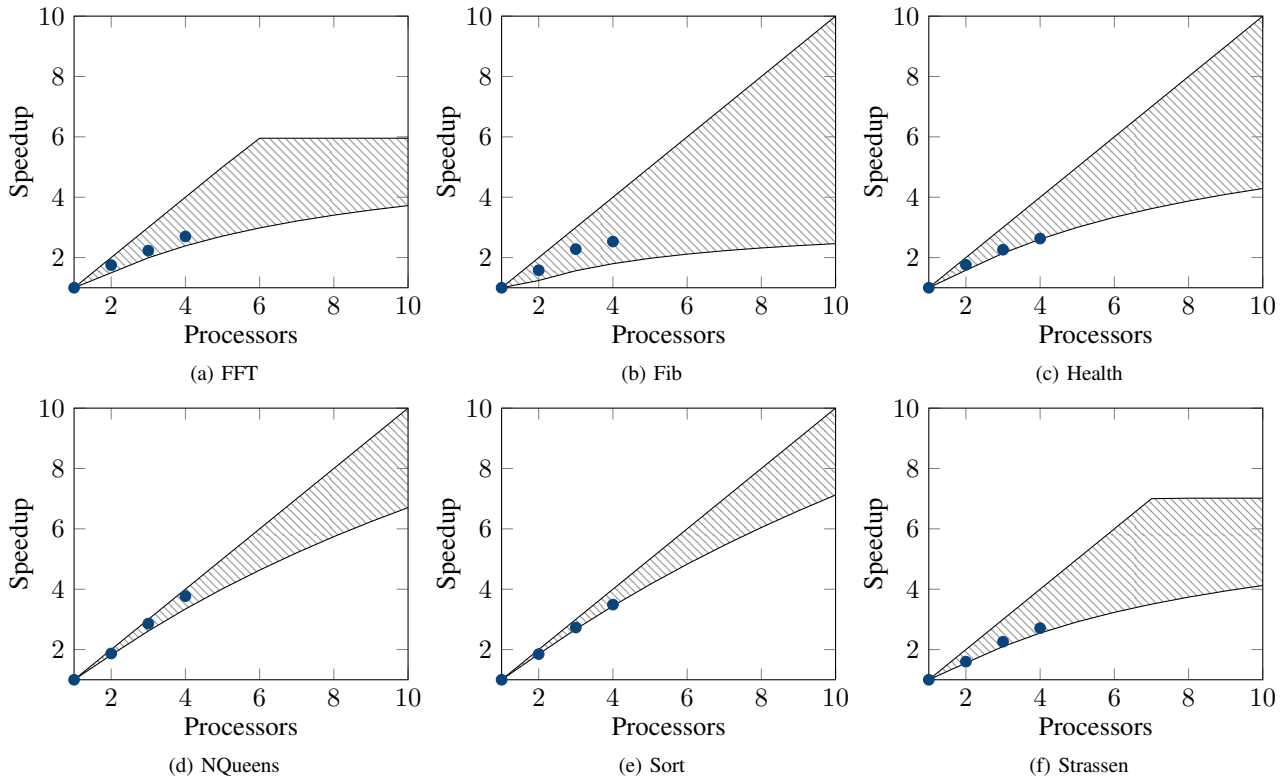 10
8
6
4
2
Speedup
2 4 6 8 10
Processors
(a) FFT
10
8
6
4
2
Speedup
2 4 6 8 10
Processors
(b) Fib
10
8
6
4
2
Speedup
2 4 6 8 10
Processors
(c) Health
10
8
6
4
2
Speedup
2 4 6 8 10
Processors
(d) NQueens
10
8
6
4
2
Speedup
2 4 6 8 10
Processors
(e) Sort
10
8
6
4
2
Speedup
2 4 6 8 10
Processors
(f) Strassen